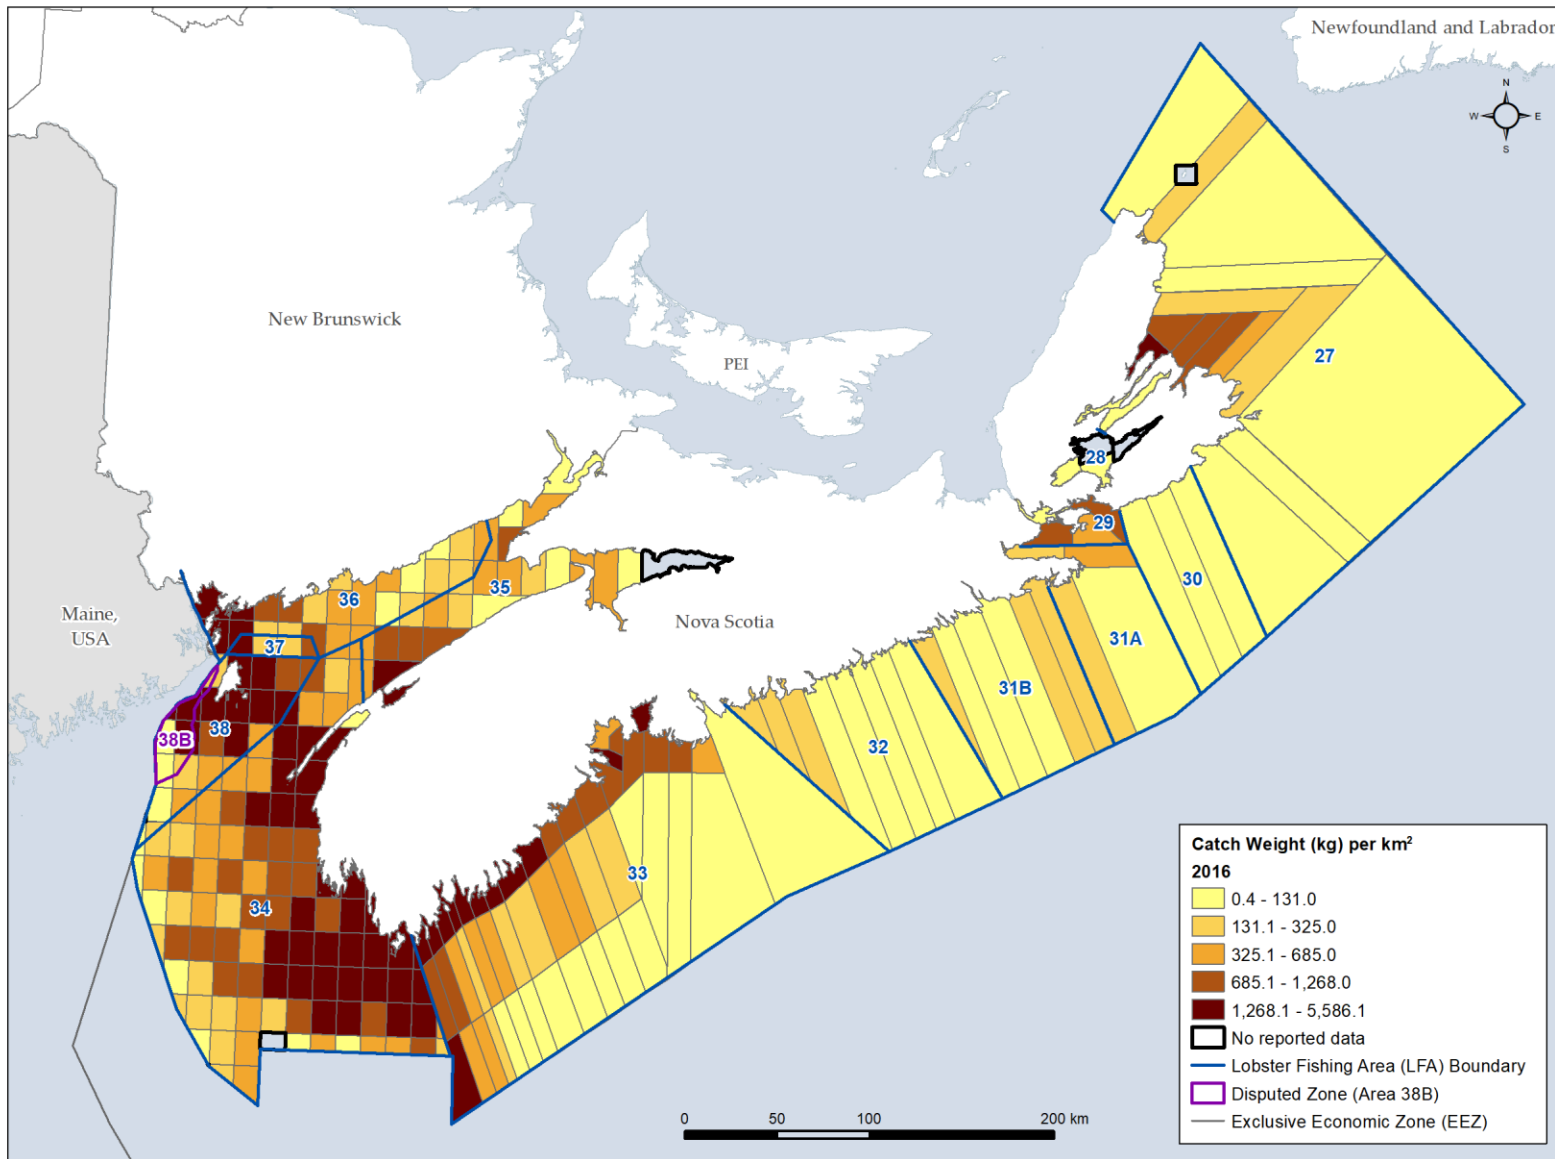 Newfoundland and Labrador
N
W
E
S
New Brunswick
PEI
27
28
29
30
35
36
31A
Maine,
USA
Nova Scotia
37
31B
38
38B
32
33
34
Catch Weight (kg) per km²
2016
0.4 - 131.0
131.1 - 325.0
325.1 - 685.0
685.1 - 1,268.0
1,268.1 - 5,586.1
No reported data
Lobster Fishing Area (LFA) Boundary
Disputed Zone (Area 38B)
Exclusive Economic Zone (EEZ)
0 50 100 200 km